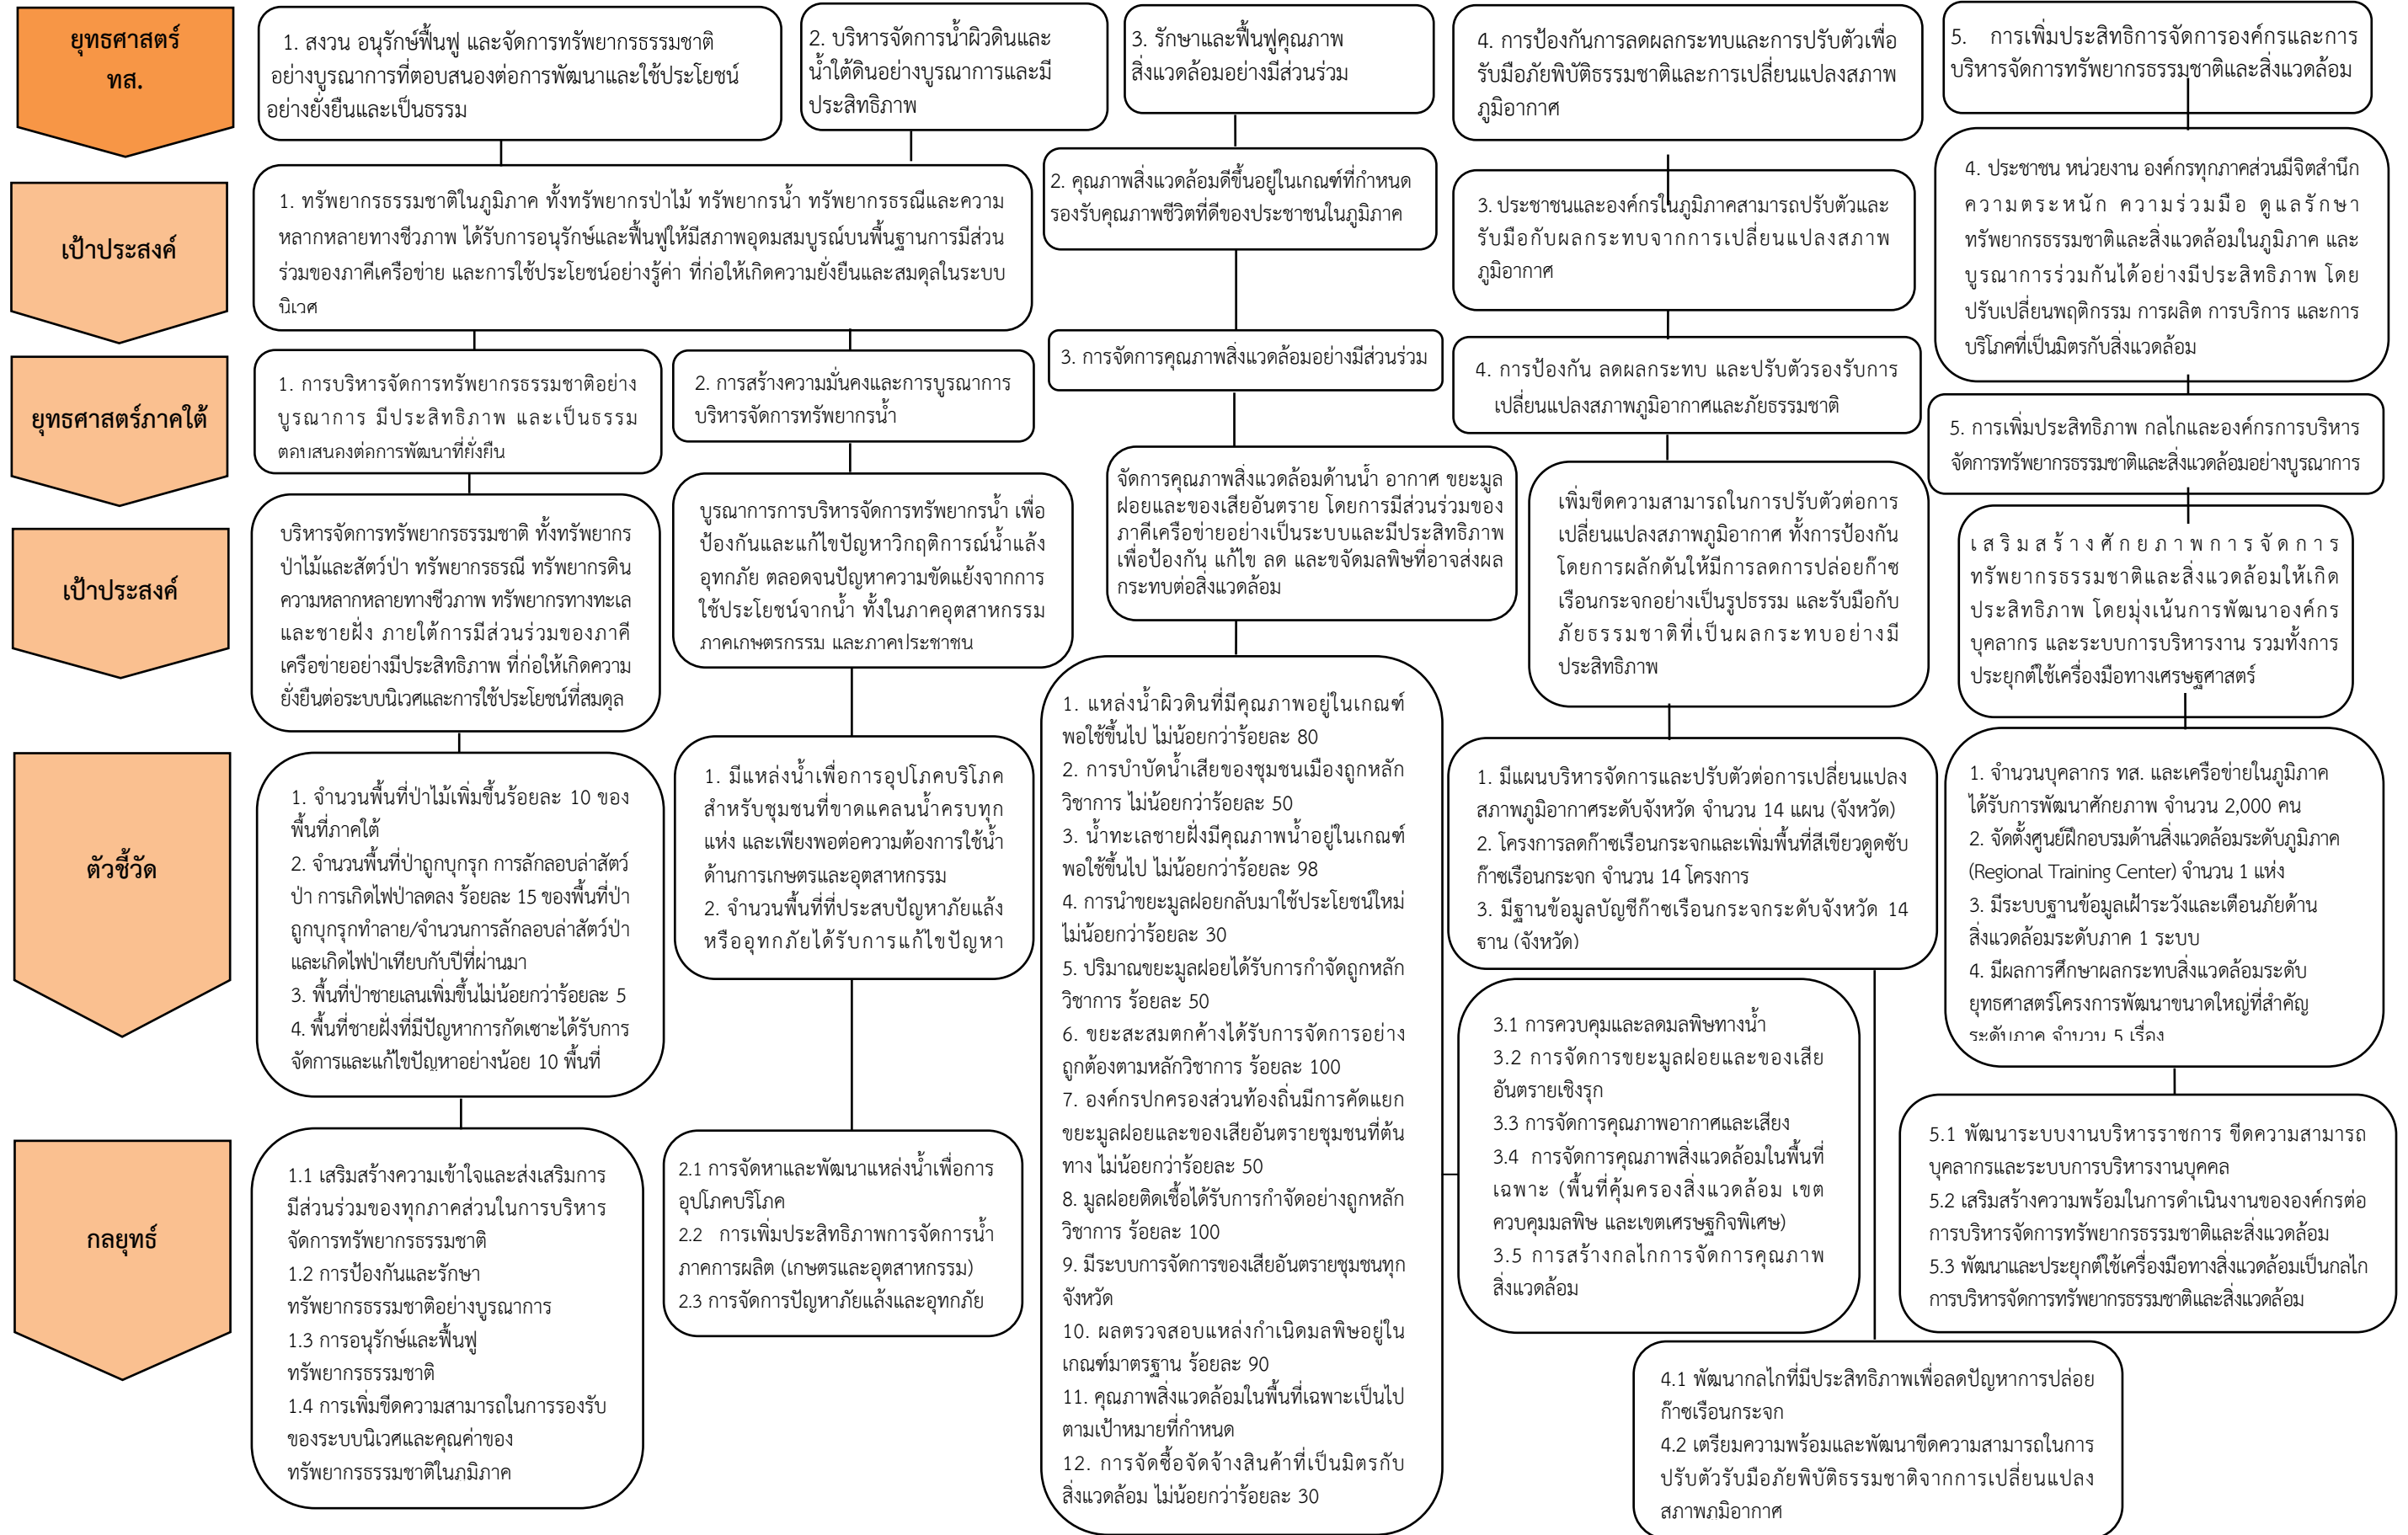 ยุทธศาสตร์
ทส.
1. สงวน อนุรักษ์ฟื้นฟู และจัดการทรัพยากรธรรมชาติ
อย่างบูรณาการที่ตอบสนองต่อการพัฒนาและใช้ประโยชน์
อย่างยั่งยืนและเป็นธรรม
2. บริหารจัดการน้ำผิวดินและ
น้ำใต้ดินอย่างบูรณาการและมี
ประสิทธิภาพ
3. รักษาและฟื้นฟูคุณภาพ
สิ่งแวดล้อมอย่างมีส่วนร่วม
4. การป้องกันการลดผลกระทบและการปรับตัวเพื่อ
รับมือภัยพิบัติธรรมชาติและการเปลี่ยนแปลงสภาพ
ภูมิอากาศ
5. การเพิ่มประสิทธิการจัดการองค์กรและการ
บริหารจัดการทรัพยากรธรรมชาติและสิ่งแวดล้อม
เป้าประสงค์
1. ทรัพยากรธรรมชาติในภูมิภาค ทั้งทรัพยากรป่าไม้ ทรัพยากรน้ำ ทรัพยากรธรณีและความ
หลากหลายทางชีวภาพ ได้รับการอนุรักษ์และฟื้นฟูให้มีสภาพอุดมสมบูรณ์บนพื้นฐานการมีส่วน
ร่วมของภาคีเครือข่าย และการใช้ประโยชน์อย่างรู้ค่า ที่ก่อให้เกิดความยั่งยืนและสมดุลในระบบ
นิเวศ
2. คุณภาพสิ่งแวดล้อมดีขึ้นอยู่ในเกณฑ์ที่กำหนด
รองรับคุณภาพชีวิตที่ดีของประชาชนในภูมิภาค
3. ประชาชนและองค์กรในภูมิภาคสามารถปรับตัวและ
รับมือกับผลกระทบจากการเปลี่ยนแปลงสภาพ
ภูมิอากาศ
4. ประชาชน หน่วยงาน องค์กรทุกภาคส่วนมีจิตสำนึก
ความตระหนัก ความร่วมมือ ดูแลรักษา
ทรัพยากรธรรมชาติและสิ่งแวดล้อมในภูมิภาค และ
บูรณาการร่วมกันได้อย่างมีประสิทธิภาพ โดย
ปรับเปลี่ยนพฤติกรรม การผลิต การบริการ และการ
บริโภคที่เป็นมิตรกับสิ่งแวดล้อม
ยุทธศาสตร์ภาคใต้
1. การบริหารจัดการทรัพยากรธรรมชาติอย่าง
บูรณาการ มีประสิทธิภาพ และเป็นธรรม
ตอบสนองต่อการพัฒนาที่ยั่งยืน
2. การสร้างความมั่นคงและการบูรณาการ
บริหารจัดการทรัพยากรน้ำ
3. การจัดการคุณภาพสิ่งแวดล้อมอย่างมีส่วนร่วม
4. การป้องกัน ลดผลกระทบ และปรับตัวรองรับการ
เปลี่ยนแปลงสภาพภูมิอากาศและภัยธรรมชาติ
5. การเพิ่มประสิทธิภาพ กลไกและองค์กรการบริหาร
จัดการทรัพยากรธรรมชาติและสิ่งแวดล้อมอย่างบูรณาการ
เป้าประสงค์
บริหารจัดการทรัพยากรธรรมชาติ ทั้งทรัพยากร
ป่าไม้และสัตว์ป่า ทรัพยากรธรณี ทรัพยากรดิน
ความหลากหลายทางชีวภาพ ทรัพยากรทางทะเล
และชายฝั่ง ภายใต้การมีส่วนร่วมของภาคี
เครือข่ายอย่างมีประสิทธิภาพ ที่ก่อให้เกิดความ
ยั่งยืนต่อระบบนิเวศและการใช้ประโยชน์ที่สมดุล
บูรณาการการบริหารจัดการทรัพยากรน้ำ เพื่อ
ป้องกันและแก้ไขปัญหาวิกฤติการณ์น้ำแล้ง
อุทกภัย ตลอดจนปัญหาความขัดแย้งจากการ
ใช้ประโยชน์จากน้ำ ทั้งในภาคอุตสาหกรรม
ภาคเกษตรกรรม และภาคประชาชน
จัดการคุณภาพสิ่งแวดล้อมด้านน้ำ อากาศ ขยะมูล
ฝอยและของเสียอันตราย โดยการมีส่วนร่วมของ
ภาคีเครือข่ายอย่างเป็นระบบและมีประสิทธิภาพ
เพื่อป้องกัน แก้ไข ลด และขจัดมลพิษที่อาจส่งผล
กระทบต่อสิ่งแวดล้อม
เพิ่มขีดความสามารถในการปรับตัวต่อการ
เปลี่ยนแปลงสภาพภูมิอากาศ ทั้งการป้องกัน
โดยการผลักดันให้มีการลดการปล่อยก๊าซ
เรือนกระจกอย่างเป็นรูปธรรม และรับมือกับ
ภัยธรรมชาติที่เป็นผลกระทบอย่างมี
ประสิทธิภาพ
เสริมสร้างศักยภาพการจัดการ
ทรัพยากรธรรมชาติและสิ่งแวดล้อมให้เกิด
ประสิทธิภาพ โดยมุ่งเน้นการพัฒนาองค์กร
บุคลากร และระบบการบริหารงาน รวมทั้งการ
ประยุกต์ใช้เครื่องมือทางเศรษฐศาสตร์
ตัวชี้วัด
1. จำนวนพื้นที่ป่าไม้เพิ่มขึ้นร้อยละ 10 ของ
พื้นที่ภาคใต้
2. จำนวนพื้นที่ป่าถูกบุกรุก การลักลอบล่าสัตว์
ป่า การเกิดไฟป่าลดลง ร้อยละ 15 ของพื้นที่ป่า
ถูกบุกรุกทำลาย/จำนวนการลักลอบล่าสัตว์ป่า
และเกิดไฟป่าเทียบกับปีที่ผ่านมา
3. พื้นที่ป่าชายเลนเพิ่มขึ้นไม่น้อยกว่าร้อยละ 5
4. พื้นที่ชายฝั่งที่มีปัญหาการกัดเซาะได้รับการ
จัดการและแก้ไขปัญหาอย่างน้อย 10 พื้นที่
1. มีแหล่งน้ำเพื่อการอุปโภคบริโภค
สำหรับชุมชนที่ขาดแคลนน้ำครบทุก
แห่ง และเพียงพอต่อความต้องการใช้น้ำ
ด้านการเกษตรและอุตสาหกรรม
2. จำนวนพื้นที่ที่ประสบปัญหาภัยแล้ง
หรืออุทกภัยได้รับการแก้ไขปัญหา
1. แหล่งน้ำผิวดินที่มีคุณภาพอยู่ในเกณฑ์
พอใช้ขึ้นไป ไม่น้อยกว่าร้อยละ 80
2. การบำบัดน้ำเสียของชุมชนเมืองถูกหลัก
วิชาการ ไม่น้อยกว่าร้อยละ 50
3. น้ำทะเลชายฝั่งมีคุณภาพน้ำอยู่ในเกณฑ์
พอใช้ขึ้นไป ไม่น้อยกว่าร้อยละ 98
4. การนำขยะมูลฝอยกลับมาใช้ประโยชน์ใหม่
ไม่น้อยกว่าร้อยละ 30
5. ปริมาณขยะมูลฝอยได้รับการกำจัดถูกหลัก
วิชาการ ร้อยละ 50
6. ขยะสะสมตกค้างได้รับการจัดการอย่าง
ถูกต้องตามหลักวิชาการ ร้อยละ 100
7. องค์กรปกครองส่วนท้องถิ่นมีการคัดแยก
ขยะมูลฝอยและของเสียอันตรายชุมชนที่ต้น
ทาง ไม่น้อยกว่าร้อยละ 50
8. มูลฝอยติดเชื้อได้รับการกำจัดอย่างถูกหลัก
วิชาการ ร้อยละ 100
9. มีระบบการจัดการของเสียอันตรายชุมชนทุก
จังหวัด
10. ผลตรวจสอบแหล่งกำเนิดมลพิษอยู่ใน
เกณฑ์มาตรฐาน ร้อยละ 90
11. คุณภาพสิ่งแวดล้อมในพื้นที่เฉพาะเป็นไป
ตามเป้าหมายที่กำหนด
12. การจัดซื้อจัดจ้างสินค้าที่เป็นมิตรกับ
สิ่งแวดล้อม ไม่น้อยกว่าร้อยละ 30
1. มีแผนบริหารจัดการและปรับตัวต่อการเปลี่ยนแปลง
สภาพภูมิอากาศระดับจังหวัด จำนวน 14 แผน (จังหวัด)
2. โครงการลดก๊าซเรือนกระจกและเพิ่มพื้นที่สีเขียวดูดซับ
ก๊าซเรือนกระจก จำนวน 14 โครงการ
3. มีฐานข้อมูลบัญชีก๊าซเรือนกระจกระดับจังหวัด 14
ฐาน (จังหวัด)
1. จำนวนบุคลากร ทส. และเครือข่ายในภูมิภาค
ได้รับการพัฒนาศักยภาพ จำนวน 2,000 คน
2. จัดตั้งศูนย์ฝึกอบรมด้านสิ่งแวดล้อมระดับภูมิภาค
(Regional Training Center) จำนวน 1 แห่ง
3. มีระบบฐานข้อมูลเฝ้าระวังและเตือนภัยด้าน
สิ่งแวดล้อมระดับภาค 1 ระบบ
4. มีผลการศึกษาผลกระทบสิ่งแวดล้อมระดับ
ยุทธศาสตร์โครงการพัฒนาขนาดใหญ่ที่สำคัญ
ระดับภาค จำนวน 5 เรื่อง
กลยุทธ์
1.1 เสริมสร้างความเข้าใจและส่งเสริมการ
มีส่วนร่วมของทุกภาคส่วนในการบริหาร
จัดการทรัพยากรธรรมชาติ
1.2 การป้องกันและรักษา
ทรัพยากรธรรมชาติอย่างบูรณาการ
1.3 การอนุรักษ์และฟื้นฟู
ทรัพยากรธรรมชาติ
1.4 การเพิ่มขีดความสามารถในการรองรับ
ของระบบนิเวศและคุณค่าของ
ทรัพยากรธรรมชาติในภูมิภาค
2.1 การจัดหาและพัฒนาแหล่งน้ำเพื่อการ
อุปโภคบริโภค
2.2 การเพิ่มประสิทธิภาพการจัดการน้ำ
ภาคการผลิต (เกษตรและอุตสาหกรรม)
2.3 การจัดการปัญหาภัยแล้งและอุทกภัย
3.1 การควบคุมและลดมลพิษทางน้ำ
3.2 การจัดการขยะมูลฝอยและของเสีย
อันตรายเชิงรุก
3.3 การจัดการคุณภาพอากาศและเสียง
3.4 การจัดการคุณภาพสิ่งแวดล้อมในพื้นที่
เฉพาะ (พื้นที่คุ้มครองสิ่งแวดล้อม เขต
ควบคุมมลพิษ และเขตเศรษฐกิจพิเศษ)
3.5 การสร้างกลไกการจัดการคุณภาพ
สิ่งแวดล้อม
4.1 พัฒนากลไกที่มีประสิทธิภาพเพื่อลดปัญหาการปล่อย
ก๊าซเรือนกระจก
4.2 เตรียมความพร้อมและพัฒนาขีดความสามารถในการ
ปรับตัวรับมือภัยพิบัติธรรมชาติจากการเปลี่ยนแปลง
สภาพภูมิอากาศ
5.1 พัฒนาระบบงานบริหารราชการ ขีดความสามารถ
บุคลากรและระบบการบริหารงานบุคคล
5.2 เสริมสร้างความพร้อมในการดำเนินงานขององค์กรต่อ
การบริหารจัดการทรัพยากรธรรมชาติและสิ่งแวดล้อม
5.3 พัฒนาและประยุกต์ใช้เครื่องมือทางสิ่งแวดล้อมเป็นกลไก
การบริหารจัดการทรัพยากรธรรมชาติและสิ่งแวดล้อม